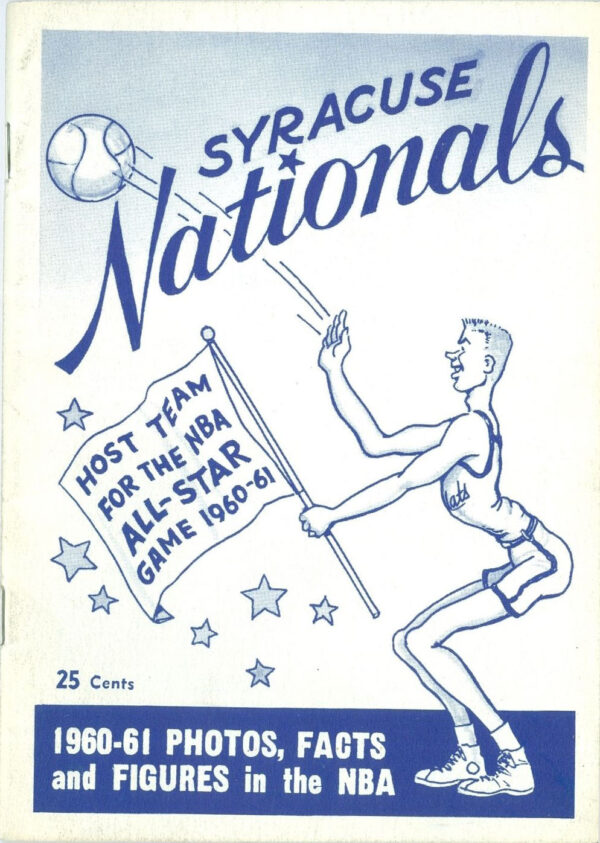 SYRACUSE
Nationals
HOST TEAM
FOR THE NBA
ALL-STAR
GAME 1960-61
ats
25 Cents
1960-61 PHOTOS, FACTS
and FIGURES in the NBA